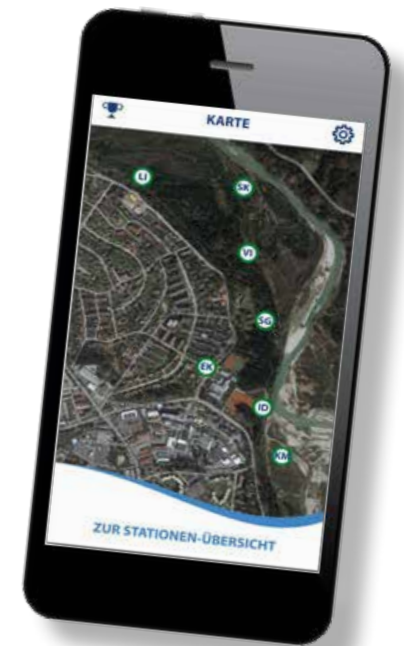 KARTE
LI
SK
VI
SG
EK
ID
KM
ZUR STATIONEN-ÜBERSICHT